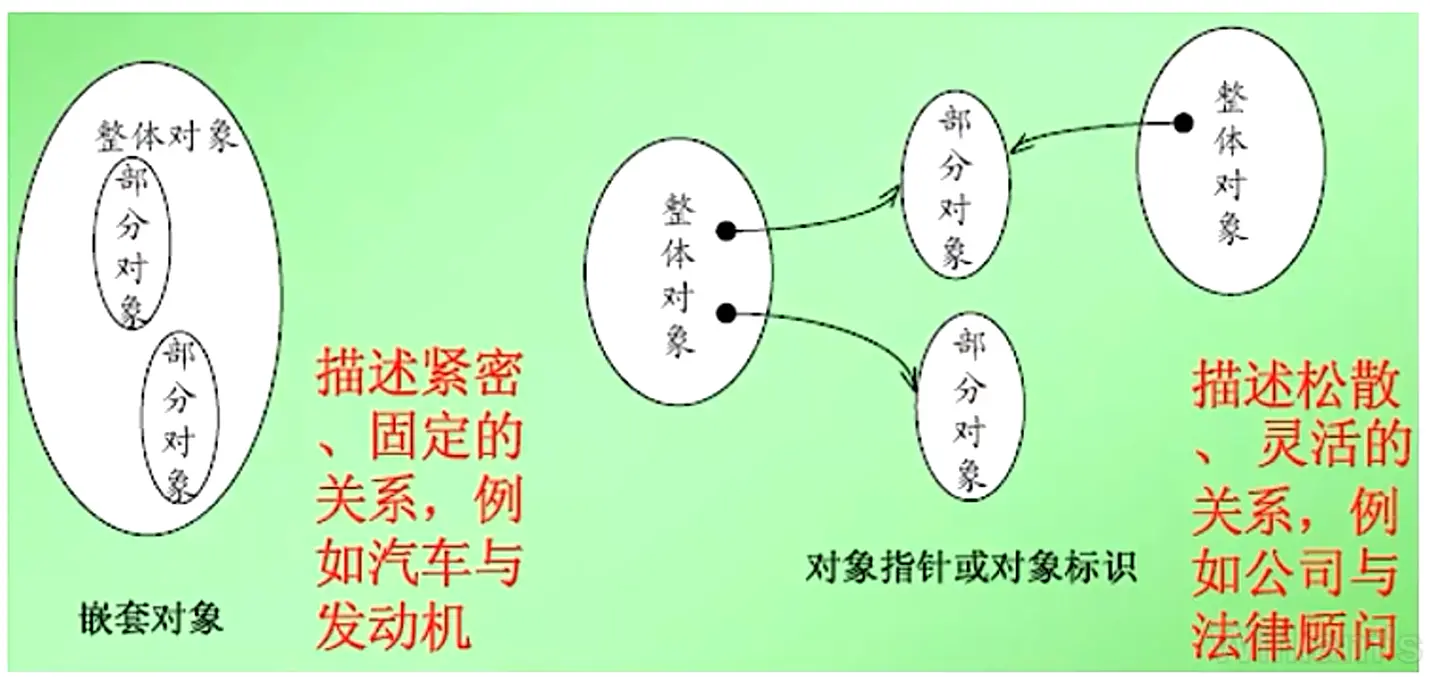 整体对象
部分对象
部分对象
描述紧密
、固定的
关系，例
如汽车与
发动机
嵌套对象
整体对象
部分对象
部分对象
整体对象
对象指针或对象标识
描述松散
、灵活的
关系，例
如公司与
法律顾问